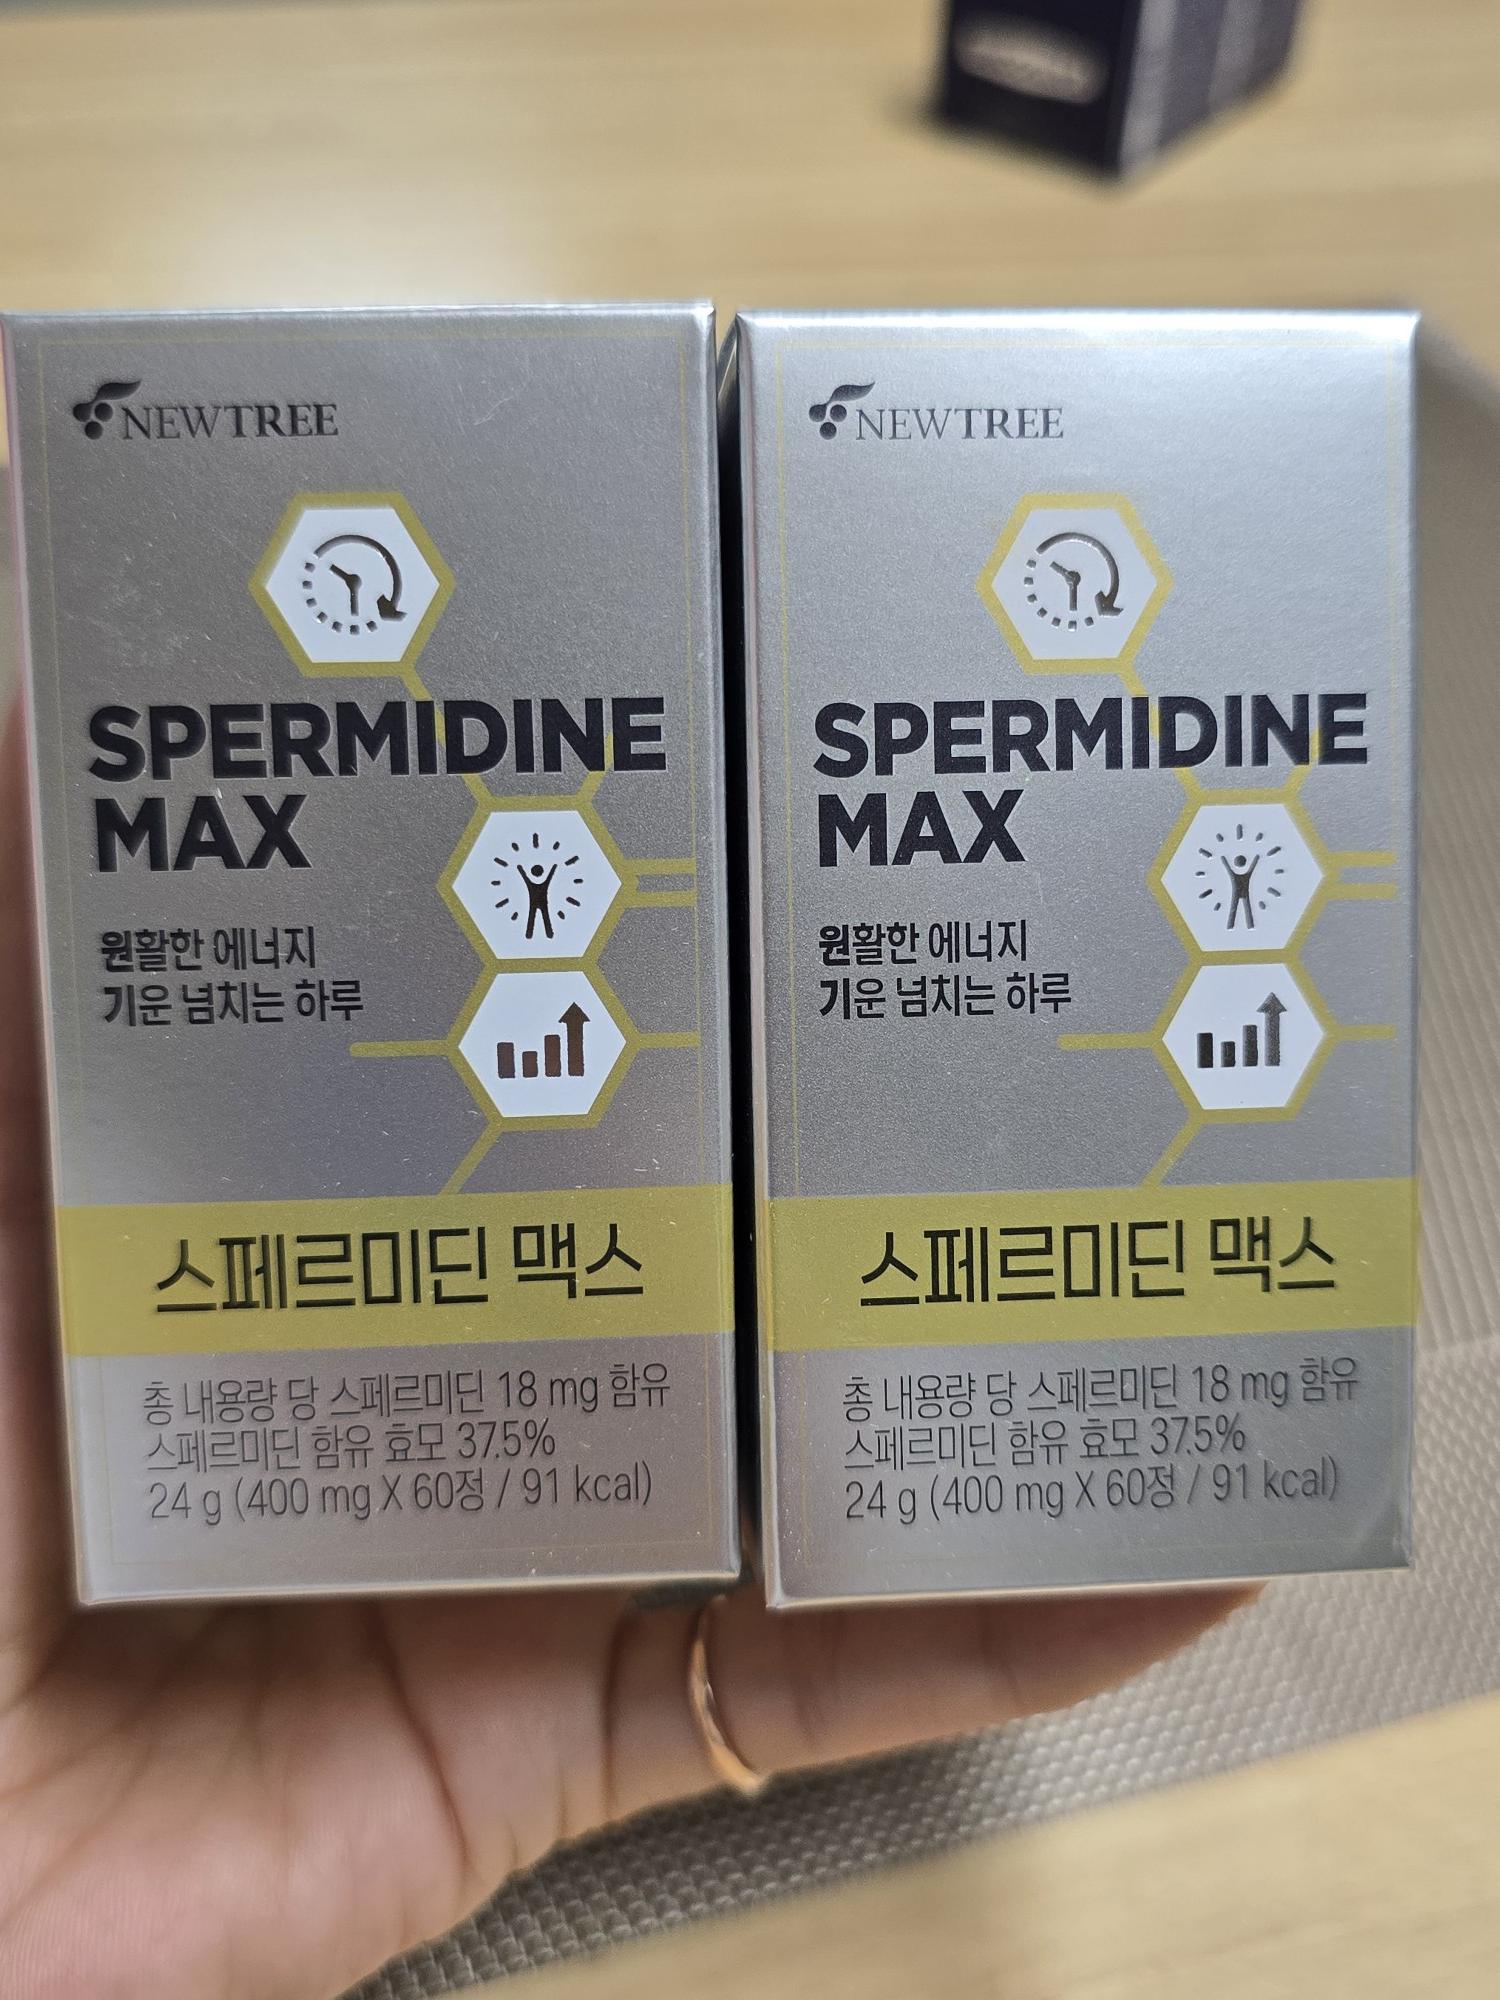 NEWTREE
SPERMIDINE
MAX
원활한 에너지
기운 넘치는 하루
스페르미딘 맥스
총 내용량 당 스페르미딘 18 mg 함유
스페르미딘 함유 효모 37.5%
24 g (400 mg X 60정 / 91 kcal)
NEWTREE
SPERMIDINE
MAX
원활한 에너지
기운 넘치는 하루
스페르미딘 맥스
총 내용량 당 스페르미딘 18 mg 함유
스페르미딘 함유 효모 37.5%
24 g (400 mg X 60정 / 91 kcal)